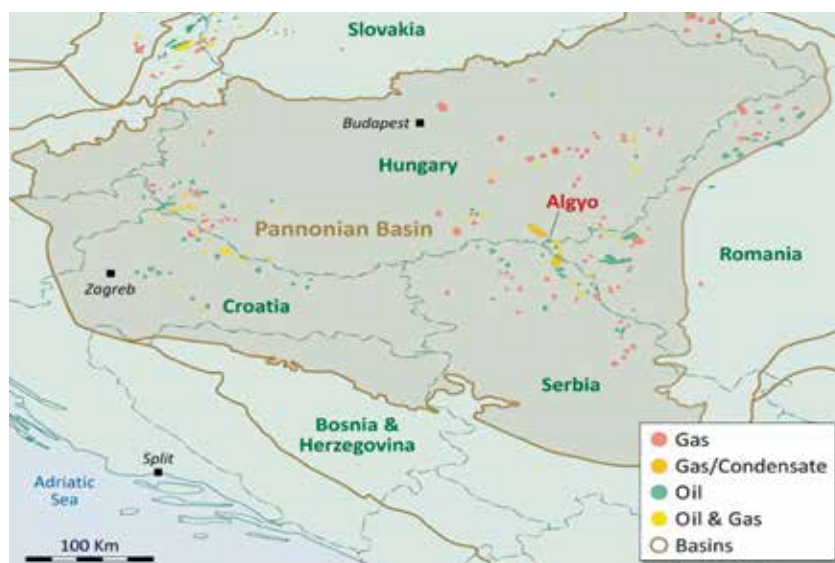 Slovakia
Budapest
Hungary
Algyo
Pannonian Basin
Romania
Zagreb
Croatia
Serbia
Bosnia &
Herzegovina
Split
Adriatic
Sea
100 Km
Gas
Gas/Condensate
Oil
Oil & Gas
Basins